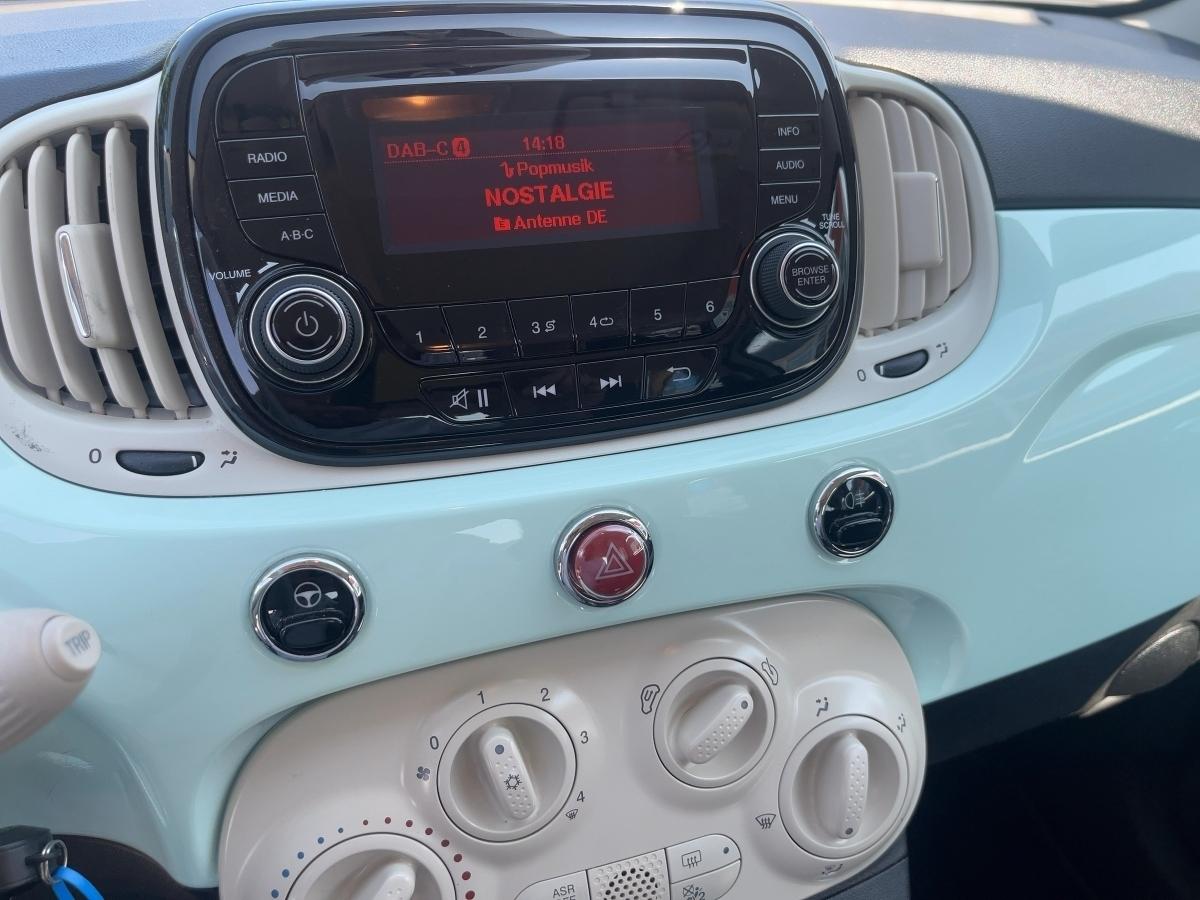 RADIO
MEDIA
A·B·C
VOLUME
DAB-C 4 14:18
Popmusik
NOSTALGIE
E Antenne DE
INFO
AUDIO
MENU
TUNE
SCROLL
BROWSE
ENTER
1 2 3 4 5 6
0
0
TRIP
0 1 2 3 4
ASR